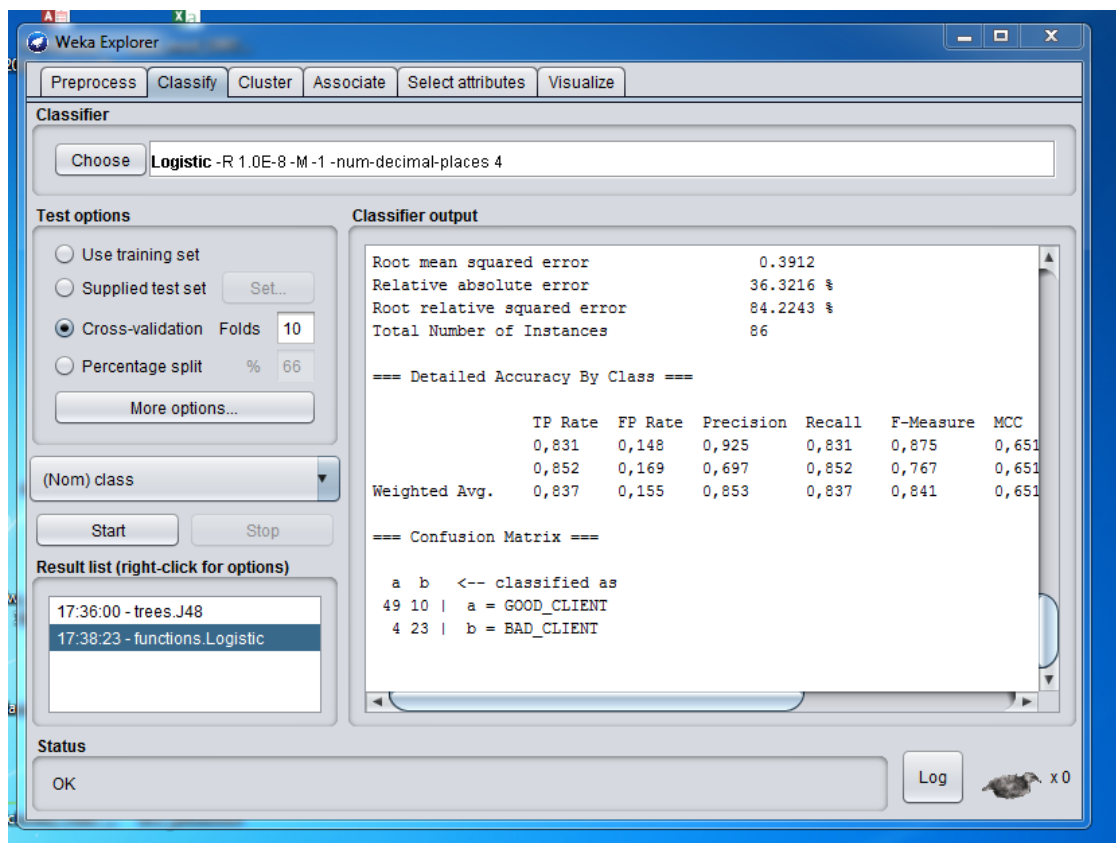 Weka Explorer
Preprocess Classify Cluster Associate Select attributes Visualize
Classifier
Choose Logistic -R 1.0E-8 -M -1 -num-decimal-places 4
Test options
Use training set
Supplied test set Set...
Cross-validation Folds 10
Percentage split % 66
More options...
(Nom) class
Start Stop
Result list (right-click for options)
17:36:00 - trees.J48
17:38:23 - functions.Logistic
Classifier output
Root mean squared error 0.3912
Relative absolute error 36.3216 %
Root relative squared error 84.2243 %
Total Number of Instances 86
=== Detailed Accuracy By Class ===
TP Rate FP Rate Precision Recall F-Measure MCC
0,831 0,148 0,925 0,831 0,875 0,651
0,852 0,169 0,697 0,852 0,767 0,651
Weighted Avg. 0,837 0,155 0,853 0,837 0,841 0,651
=== Confusion Matrix ===
a b <-- classified as
49 10 | a = GOOD_CLIENT
4 23 | b = BAD_CLIENT
Status
OK
Log x 0